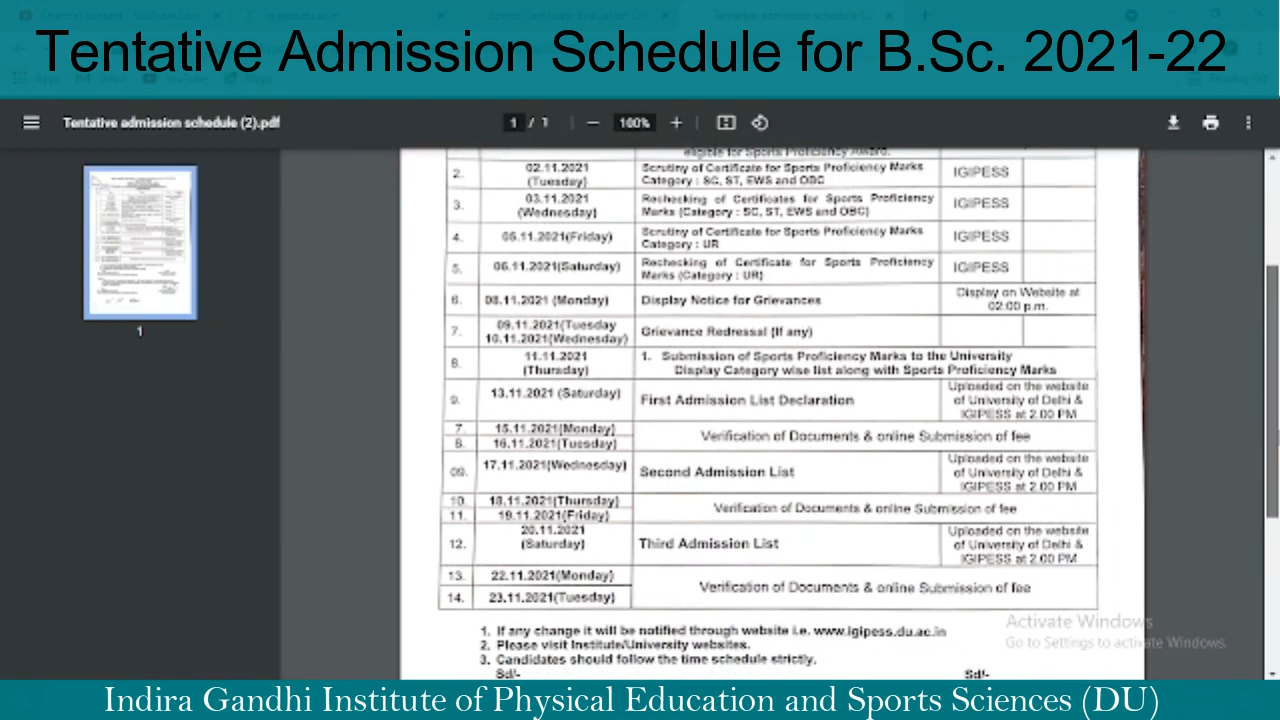 Tentative Admission Schedule for B.Sc. 2021-22
Tentative admission schedule (2).pdf
1 / 1
100%
1
eligible for Sports Proficiency Award.
2. 02.11.2021 (Tuesday) Scrutiny of Certificate for Sports Proficiency Marks Category : SC, ST, EWS and OBC IGIPESS
3. 03.11.2021 (Wednesday) Rechecking of Certificates for Sports Proficiency Marks (Category : SC, ST, EWS and OBC) IGIPESS
4. 05.11.2021(Friday) Scrutiny of Certificate for Sports Proficiency Marks Category : UR IGIPESS
5. 06.11.2021(Saturday) Rechecking of Certificate for Sports Proficiency Marks (Category : UR) IGIPESS
6. 08.11.2021 (Monday) Display Notice for Grievances Display on Website at 02:00 p.m.
7. 09.11.2021(Tuesday 10.11.2021(Wednesday) Grievance Redressal (If any)
8. 11.11.2021 (Thursday) 1. Submission of Sports Proficiency Marks to the University Display Category wise list along with Sports Proficiency Marks
9. 13.11.2021 (Saturday) First Admission List Declaration Uploaded on the website of University of Delhi & IGIPESS at 2.00 PM
7. 15.11.2021(Monday) Verification of Documents & online Submission of fee
8. 16.11.2021(Tuesday)
09. 17.11.2021(Wednesday) Second Admission List Uploaded on the website of University of Delhi & IGIPESS at 2.00 PM
10. 18.11.2021(Thursday) Verification of Documents & online Submission of fee
11. 19.11.2021(Friday)
12. 20.11.2021 (Saturday) Third Admission List Uploaded on the website of University of Delhi & IGIPESS at 2.00 PM
13. 22.11.2021(Monday) Verification of Documents & online Submission of fee
14. 23.11.2021(Tuesday)
1. If any change it will be notified through website i.e. www.igipess.du.ac.in
2. Please visit Institute/University websites.
3. Candidates should follow the time schedule strictly.
Sd/- Sd/-
Activate Windows
Go to Settings to activate Windows.
Indira Gandhi Institute of Physical Education and Sports Sciences (DU)